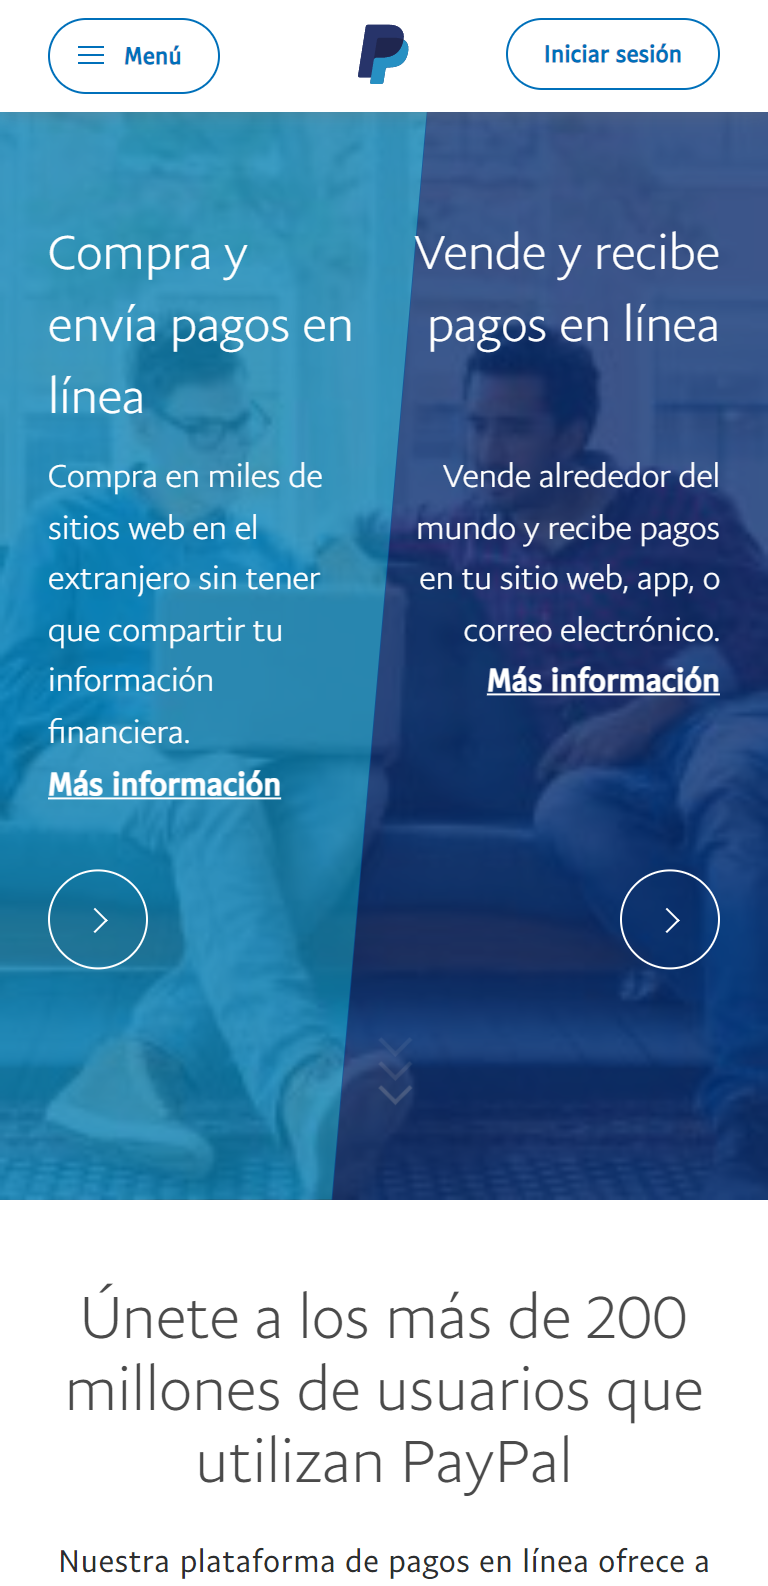 Menú
Iniciar sesión
Compra y
envía pagos en
línea
Compra en miles de
sitios web en el
extranjero sin tener
que compartir tu
información
financiera.
Más información
Vende y recibe
pagos en línea
Vende alrededor del
mundo y recibe pagos
en tu sitio web, app, o
correo electrónico.
Más información
Únete a los más de 200
millones de usuarios que
utilizan PayPal
Nuestra plataforma de pagos en línea ofrece a